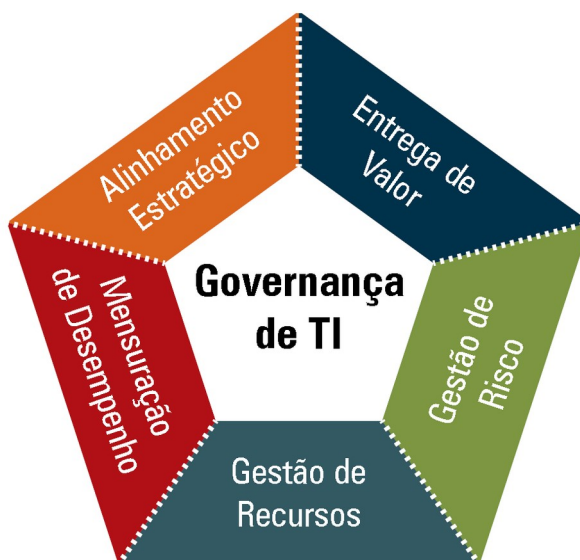 Alinhamento
Estratégico
Entrega de
Valor
Governança
de TI
Mensuração
de Desempenho
Gestão de
Risco
Gestão de
Recursos